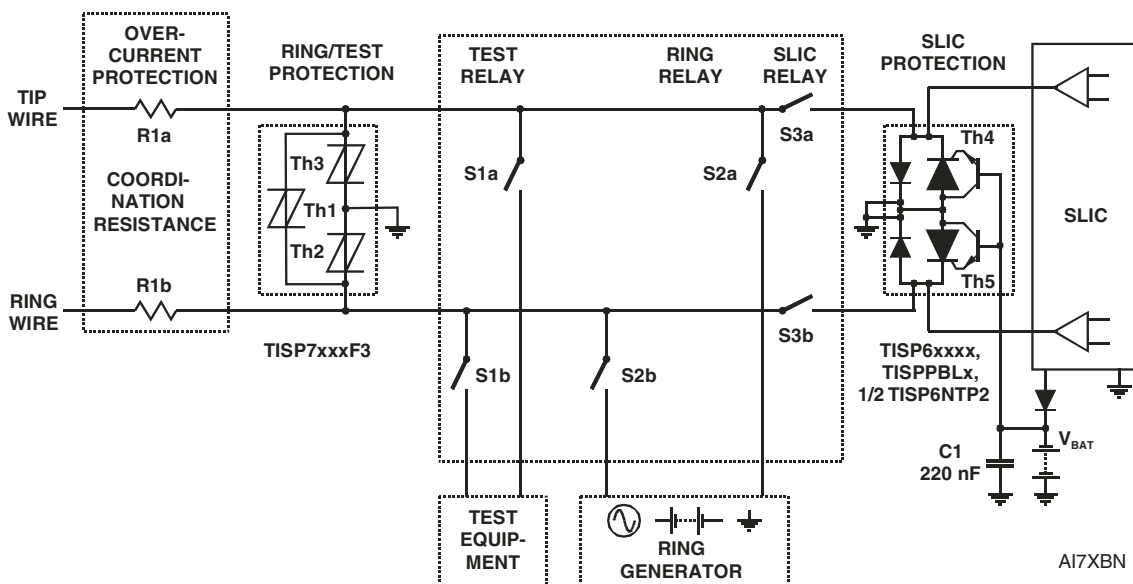 OVER-
CURRENT
PROTECTION
RING/TEST
PROTECTION
TEST
RELAY
RING
RELAY
SLIC
RELAY
SLIC
PROTECTION
TIP
WIRE
R1a
S3a
Th4
Th3
S1a
S2a
COORDI-
NATION
RESISTANCE
Th1
SLIC
Th2
Th5
R1b
RING
WIRE
S3b
TISP7xxxF3
TISP6xxxx,
TISPPBLx,
1/2 TISP6NTP2
S1b
S2b
C1
220 nF
VBAT
TEST
EQUIP-
MENT
RING
GENERATOR
AI7XBN